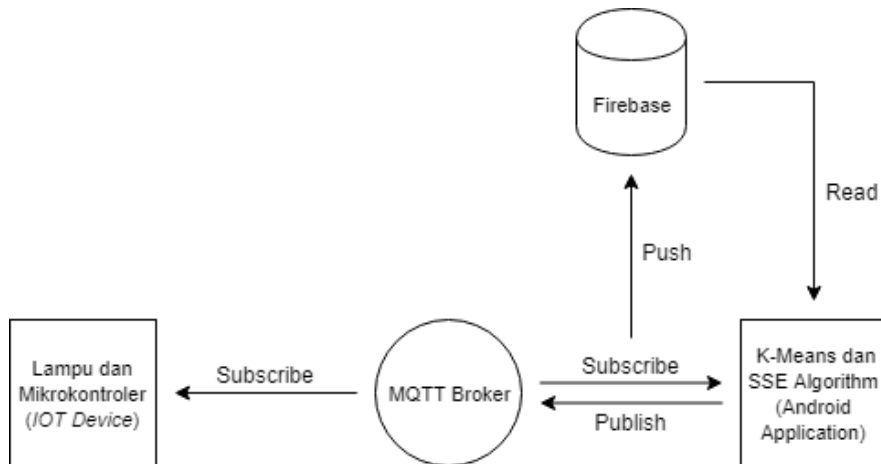 Firebase
Read
Push
Lampu dan
Mikrokontroler
(IOT Device)
Subscribe
MQTT Broker
Subscribe
Publish
K-Means dan
SSE Algorithm
(Android
Application)